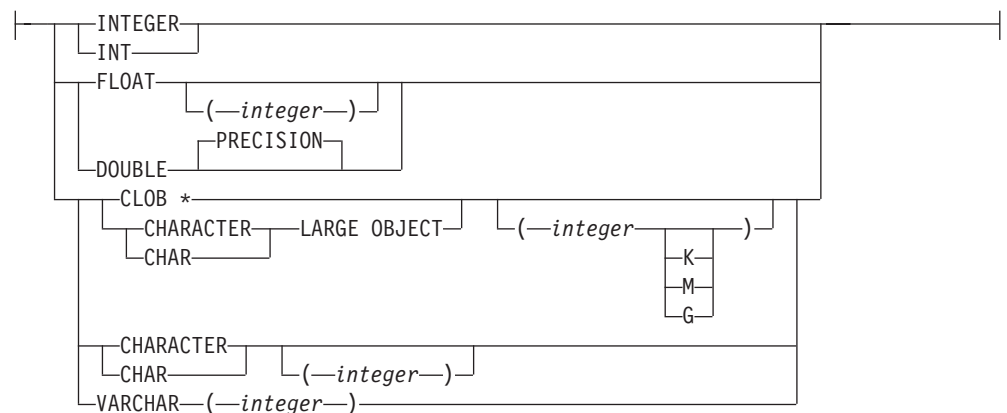 INTEGER
INT
FLOAT
(integer)
PRECISION
DOUBLE
CLOB *
CHARACTER LARGE OBJECT (integer )
CHAR K
M
G
CHARACTER
CHAR (integer)
VARCHAR (integer)